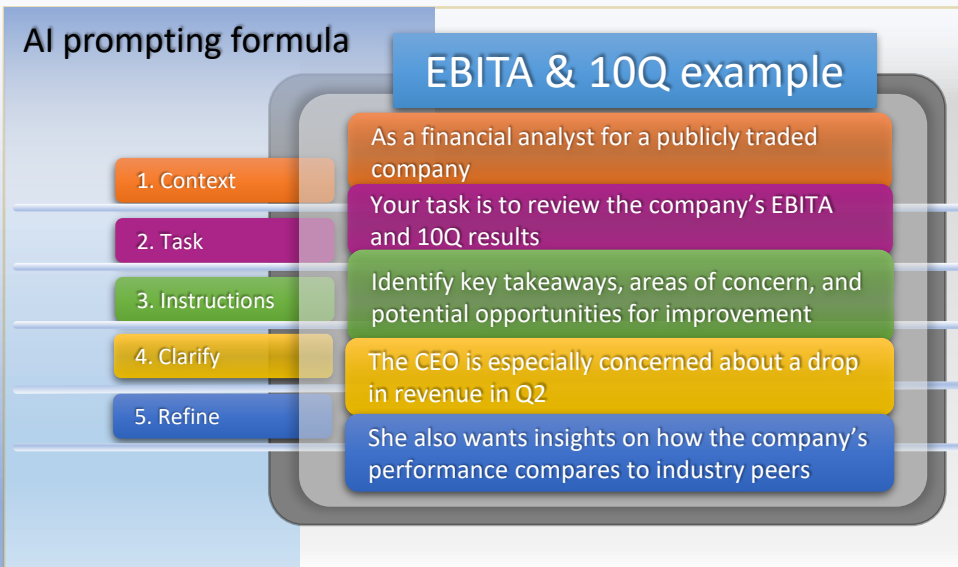 AI prompting formula
EBITA & 10Q example
1. Context
As a financial analyst for a publicly traded
company
2. Task
Your task is to review the company's EBITA
and 10Q results
3. Instructions
Identify key takeaways, areas of concern, and
potential opportunities for improvement
4. Clarify
The CEO is especially concerned about a drop
in revenue in Q2
5. Refine
She also wants insights on how the company's
performance compares to industry peers